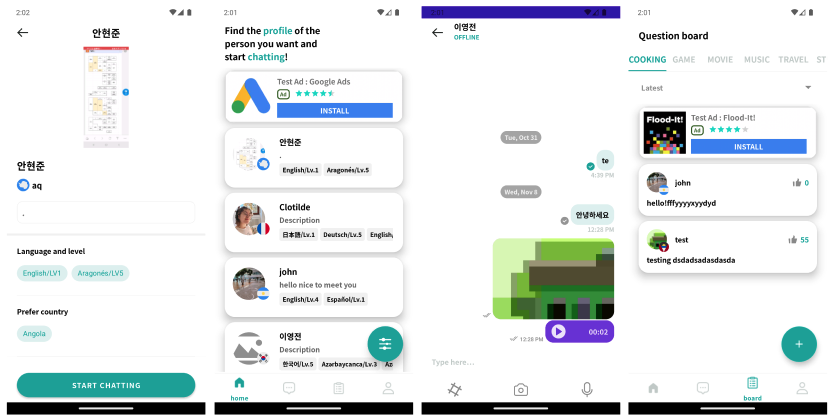 2:02
안현준
안현준
aq
.
Language and level
English/LV1 Aragonés/LV5
Prefer country
Angola
START CHATTING
2:01
Find the profile of the
person you want and
start chatting!
Test Ad : Google Ads
Ad
INSTALL
안현준
.
English/Lv.1 Aragonés/Lv.5
Clotilde
Description
日本語/Lv.1 Deutsch/Lv.5 English/
john
hello nice to meet you
English/Lv.4 Español/Lv.1
이영전
Description
한국어/Lv.5 Azərbaycanca/Lv.3
home
2:01
이영전
OFFLINE
Tue, Oct 31
te
4:39 PM
Wed, Nov 8
안녕하세요
12:28 PM
00:02
12:28 PM
Type here...
2:01
Question board
COOKING GAME MOVIE MUSIC TRAVEL ST
Latest
Flood-It!
Test Ad : Flood-It!
Ad
INSTALL
john
0
hello!fffyyyyxyydyd
test
55
testing dsdadsadasdasda
+
board